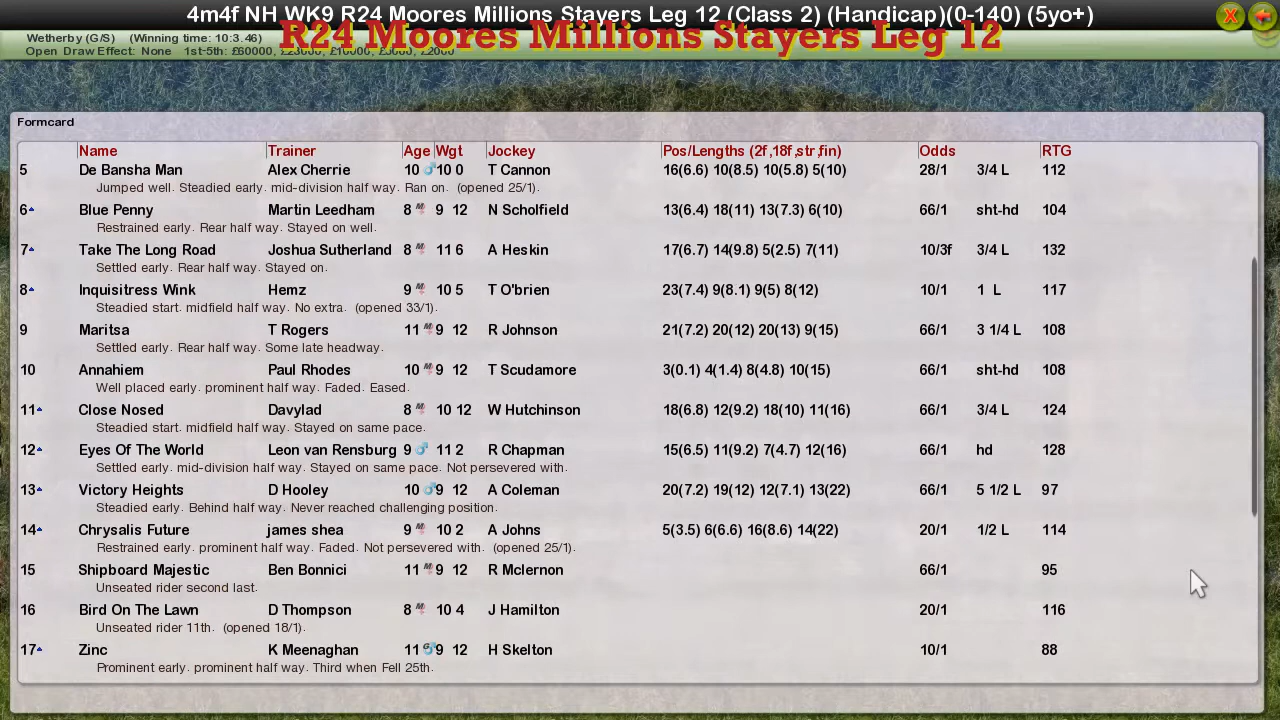 4m4f NH WK9 R24 Moores Millions Stayers Leg 12 (Class 2) (Handicap)(0-140) (5yo+)
R24 Moores Millions Stayers Leg 12
Wetherby (G/S) (Winning time: 10:3.46)
Open Draw Effect: None 1st-5th: £60000, £23000, £10000, £5000, £2000
Formcard
Name Trainer Age Wgt Jockey Pos/Lengths (2f,18f,str,fin) Odds RTG
5 De Bansha Man Alex Cherrie 10 10 0 T Cannon 16(6.6) 10(8.5) 10(5.8) 5(10) 28/1 3/4 L 112
Jumped well. Steadied early. mid-division half way. Ran on. (opened 25/1).
6 Blue Penny Martin Leedham 8 9 12 N Scholfield 13(6.4) 18(11) 13(7.3) 6(10) 66/1 sht-hd 104
Restrained early. Rear half way. Stayed on well.
7 Take The Long Road Joshua Sutherland 8 11 6 A Heskin 17(6.7) 14(9.8) 5(2.5) 7(11) 10/3f 3/4 L 132
Settled early. Rear half way. Stayed on.
8 Inquisitress Wink Hemz 9 10 5 T O'brien 23(7.4) 9(8.1) 9(5) 8(12) 10/1 1 L 117
Steadied start. midfield half way. No extra. (opened 33/1).
9 Maritsa T Rogers 11 9 12 R Johnson 21(7.2) 20(12) 20(13) 9(15) 66/1 3 1/4 L 108
Settled early. Rear half way. Some late headway.
10 Annahiem Paul Rhodes 10 9 12 T Scudamore 3(0.1) 4(1.4) 8(4.8) 10(15) 66/1 sht-hd 108
Well placed early. prominent half way. Faded. Eased.
11 Close Nosed Davylad 8 10 12 W Hutchinson 18(6.8) 12(9.2) 18(10) 11(16) 66/1 3/4 L 124
Steadied start. midfield half way. Stayed on same pace.
12 Eyes Of The World Leon van Rensburg 9 11 2 R Chapman 15(6.5) 11(9.2) 7(4.7) 12(16) 66/1 hd 128
Settled early. mid-division half way. Stayed on same pace. Not persevered with.
13 Victory Heights D Hooley 10 9 12 A Coleman 20(7.2) 19(12) 12(7.1) 13(22) 66/1 5 1/2 L 97
Steadied early. Behind half way. Never reached challenging position.
14 Chrysalis Future james shea 9 10 2 A Johns 5(3.5) 6(6.6) 16(8.6) 14(22) 20/1 1/2 L 114
Restrained early. prominent half way. Faded. Not persevered with. (opened 25/1).
15 Shipboard Majestic Ben Bonnici 11 9 12 R Mclernon 66/1 95
Unseated rider second last.
16 Bird On The Lawn D Thompson 8 10 4 J Hamilton 20/1 116
Unseated rider 11th. (opened 18/1).
17 Zinc K Meenaghan 11 9 12 H Skelton 10/1 88
Prominent early. prominent half way. Third when Fell 25th.